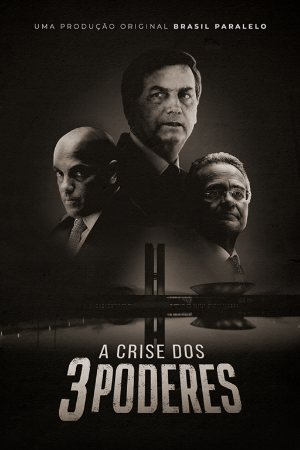 UMA PRODUÇÃO ORIGINAL BRASIL PARALELO
A CRISE DOS
3 PODERES